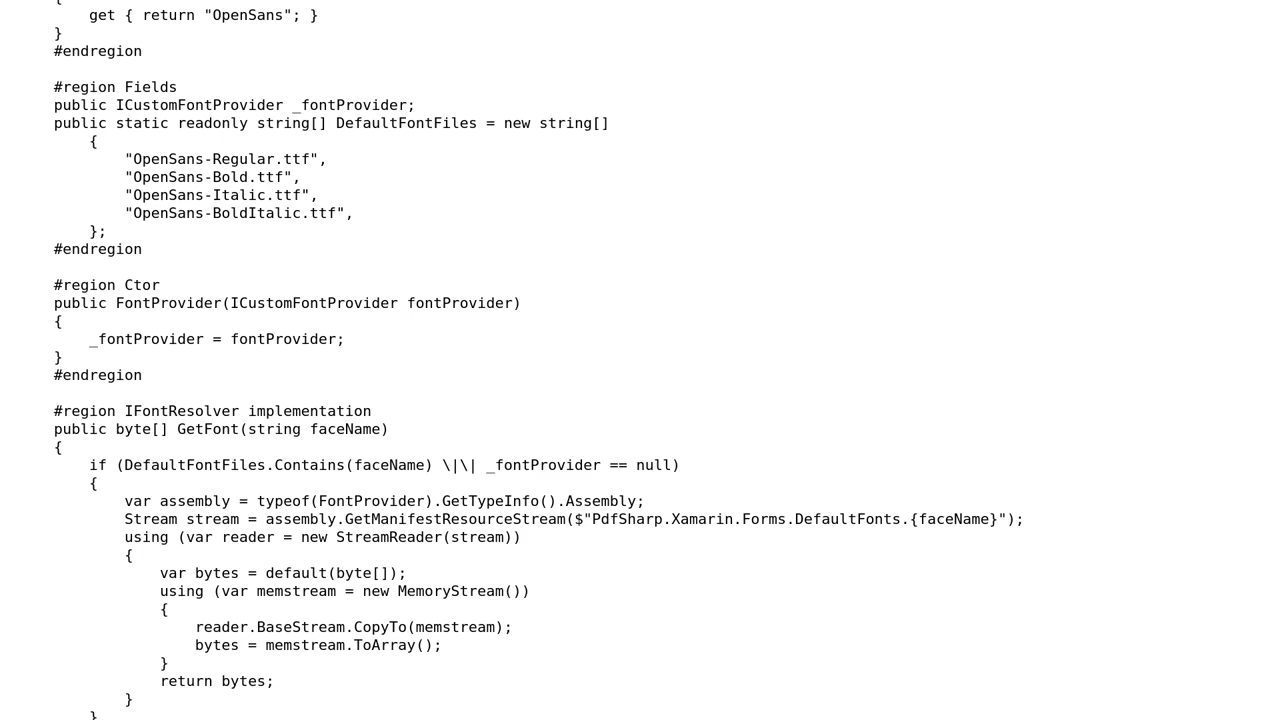 {
get { return "OpenSans"; }
}
#endregion

#region Fields
public ICustomFontProvider _fontProvider;
public static readonly string[] DefaultFontFiles = new string[]
    {
        "OpenSans-Regular.ttf",
        "OpenSans-Bold.ttf",
        "OpenSans-Italic.ttf",
        "OpenSans-BoldItalic.ttf",
    };
#endregion

#region Ctor
public FontProvider(ICustomFontProvider fontProvider)
{
    _fontProvider = fontProvider;
}
#endregion

#region IFontResolver implementation
public byte[] GetFont(string faceName)
{
    if (DefaultFontFiles.Contains(faceName) \|\| _fontProvider == null)
    {
        var assembly = typeof(FontProvider).GetTypeInfo().Assembly;
        Stream stream = assembly.GetManifestResourceStream($"PdfSharp.Xamarin.Forms.DefaultFonts.{faceName}");
        using (var reader = new StreamReader(stream))
        {
            var bytes = default(byte[]);
            using (var memstream = new MemoryStream())
            {
                reader.BaseStream.CopyTo(memstream);
                bytes = memstream.ToArray();
            }
            return bytes;
        }
    }